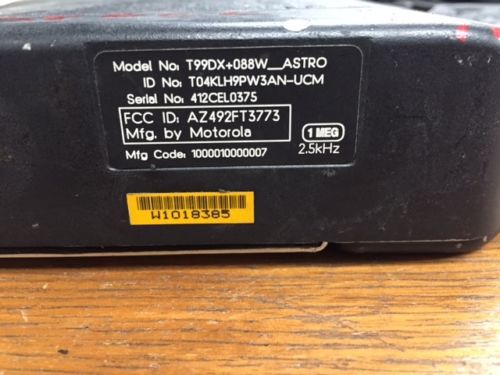 Model No: T99DX+088W__ASTRO
ID No: T04KLH9PW3AN-UCM
Serial No: 412CEL0375
FCC ID: AZ492FT3773
Mfg. by Motorola
1 MEG
2.5kHz
Mfg Code: 1000010000007
W1018385